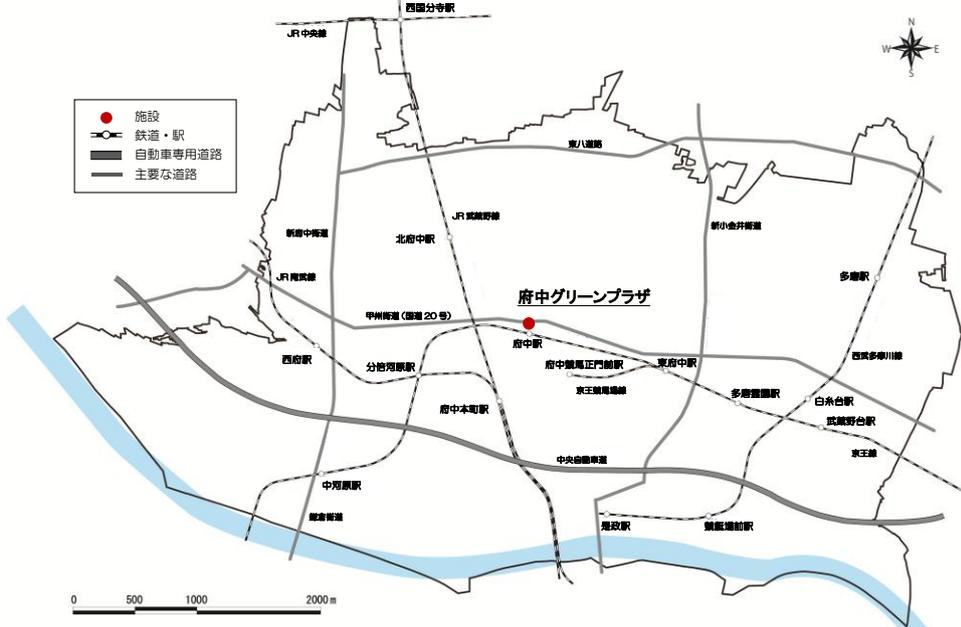 西国分寺駅
JR中央線
N
W
E
S
施設
鉄道・駅
自動車専用道路
主要な道路
東八道路
JR武蔵野線
新府中街道
北府中駅
新小金井街道
多磨駅
JR南武線
府中グリーンプラザ
甲州街道(国道20号)
府中駅
西府駅
分倍河原駅
府中競馬正門前駅
東府中駅
西武多摩川線
京王競馬場線
多磨霊園駅
白糸台駅
府中本町駅
武蔵野台駅
京王線
中央自動車道
中河原駅
鎌倉街道
是政駅
競艇場前駅
0 500 1000 2000m